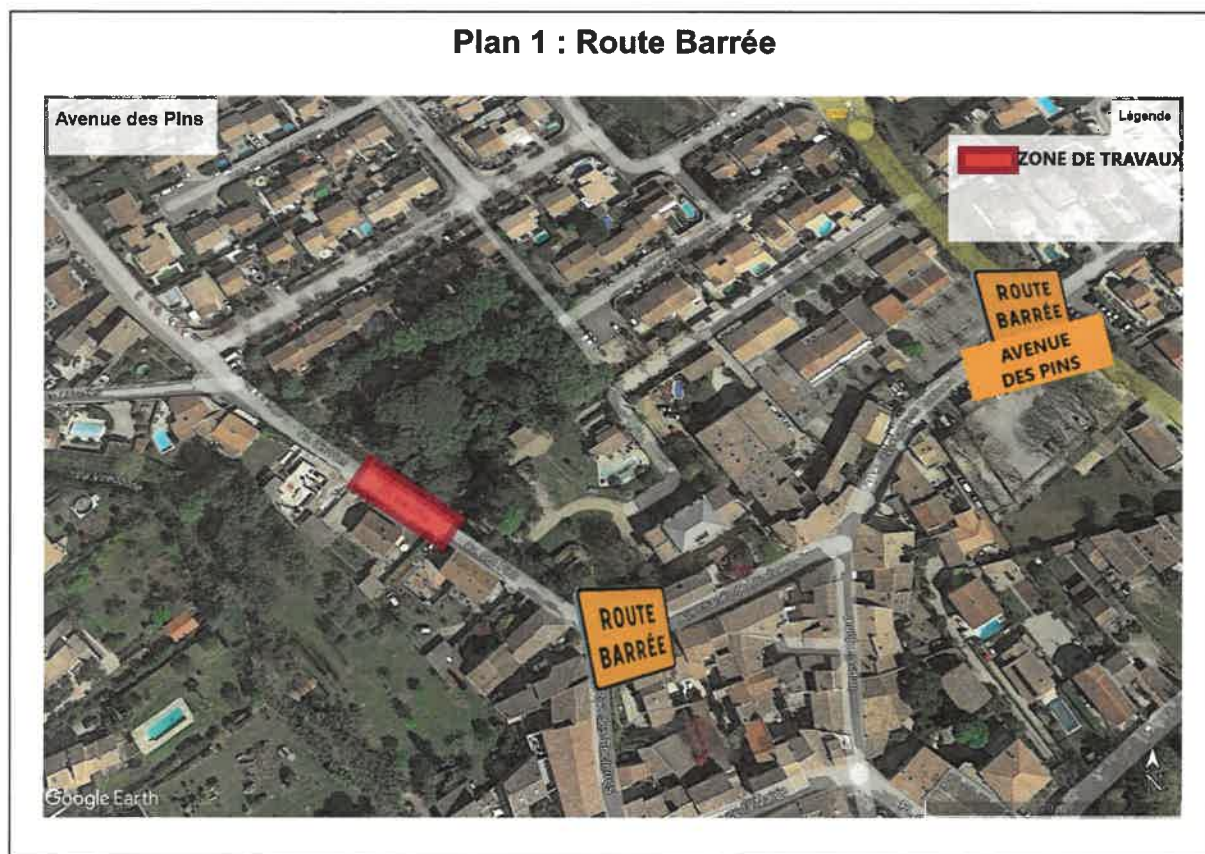 Plan 1 : Route Barrée
Avenue des Pins
Légende
ZONE DE TRAVAUX
ROUTE
BARRÉE
AVENUE
DES PINS
ROUTE
BARRÉE
Google Earth
N